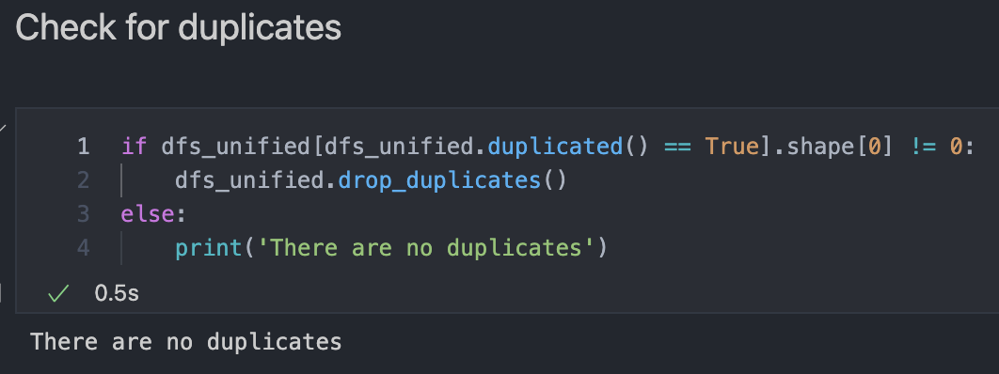 Check for duplicates
1 if dfs_unified[dfs_unified.duplicated() == True].shape[0] != 0:
2     dfs_unified.drop_duplicates()
3 else:
4     print('There are no duplicates')
0.5s
There are no duplicates